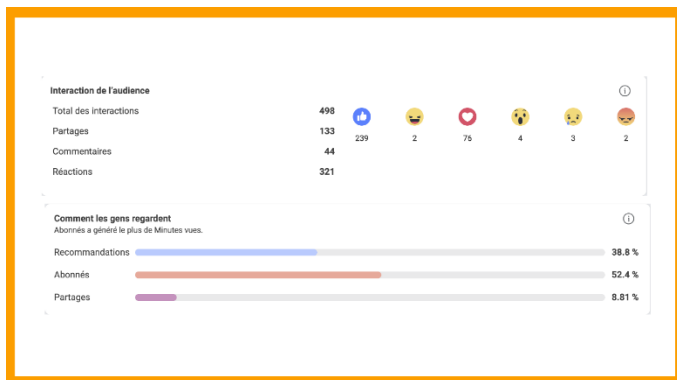 Interaction de l'audience
Total des interactions 498
Partages 133
Commentaires 44
Réactions 321
239 2 76 4 3 2
Comment les gens regardent
Abonnés a généré le plus de Minutes vues.
Recommandations 38.8 %
Abonnés 52.4 %
Partages 8.81 %